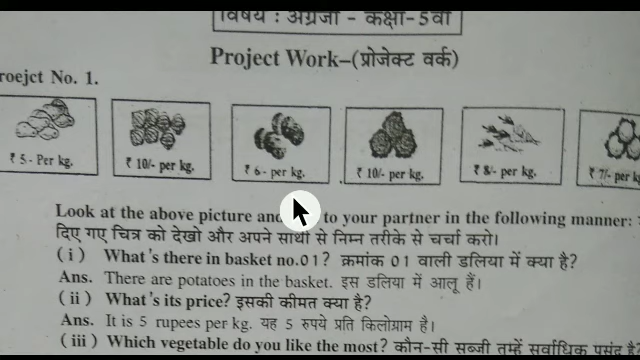 विषय : अंग्रेजी - कक्षा-5वीं
Project Work–(प्रोजेक्ट वर्क)
roejct No. 1.
₹ 5 - Per kg.
₹ 10/- per kg.
₹ 6 - per kg.
₹ 10/- per kg.
₹ 8/- per kg.
₹ 7/- per k
Look at the above picture and to your partner in the following manner:
दिए गए चित्र को देखो और अपने साथी से निम्न तरीके से चर्चा करो।
(i) What's there in basket no.01? क्रमांक 01 वाली डलिया में क्या है?
Ans. There are potatoes in the basket. इस डलिया में आलू हैं।
(ii) What's its price? इसकी कीमत क्या है?
Ans. It is 5 rupees per kg. यह 5 रुपये प्रति किलोग्राम है।
(iii) Which vegetable do you like the most? कौन-सी सब्जी तुम्हें सर्वाधिक पसंद है?